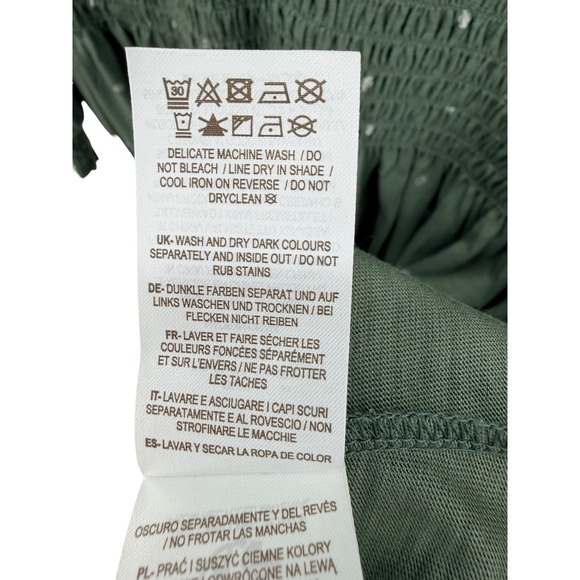 30
DELICATE MACHINE WASH / DO
NOT BLEACH / LINE DRY IN SHADE /
COOL IRON ON REVERSE / DO NOT
DRYCLEAN
UK- WASH AND DRY DARK COLOURS
SEPARATELY AND INSIDE OUT / DO NOT
RUB STAINS
DE- DUNKLE FARBEN SEPARAT UND AUF
LINKS WASCHEN UND TROCKNEN / BEI
FLECKEN NICHT REIBEN
FR- LAVER ET FAIRE SÉCHER LES
COULEURS FONCÉES SÉPARÉMENT
ET SUR L'ENVERS / NE PAS FROTTER
LES TACHES
IT- LAVARE E ASCIUGARE I CAPI SCURI
SEPARATAMENTE E AL ROVESCIO / NON
STROFINARE LE MACCHIE
ES- LAVAR Y SECAR LA ROPA DE COLOR
OSCURO SEPARADAMENTE Y DEL REVÉS
/ NO FROTAR LAS MANCHAS
PL- PRAĆ I SUSZYĆ CIEMNE KOLORY
ODWRÓCONE NA LEWĄ